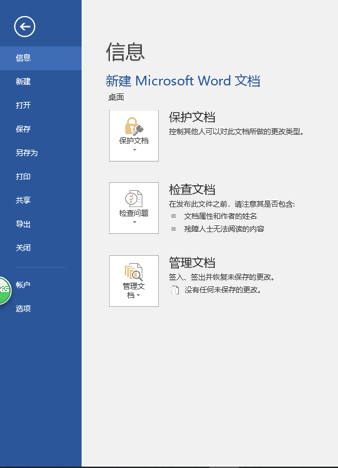 信息
新建
打开
保存
另存为
打印
共享
导出
关闭
帐户
选项
信息
新建 Microsoft Word 文档
桌面
保护文档
控制其他人可以对此文档所做的更改类型。
保护文档
检查文档
在发布此文件之前，请注意其是否包含:
文档属性和作者的姓名
残障人士无法阅读的内容
检查问题
管理文档
签入、签出并恢复未保存的更改。
没有任何未保存的更改。
管理文
档